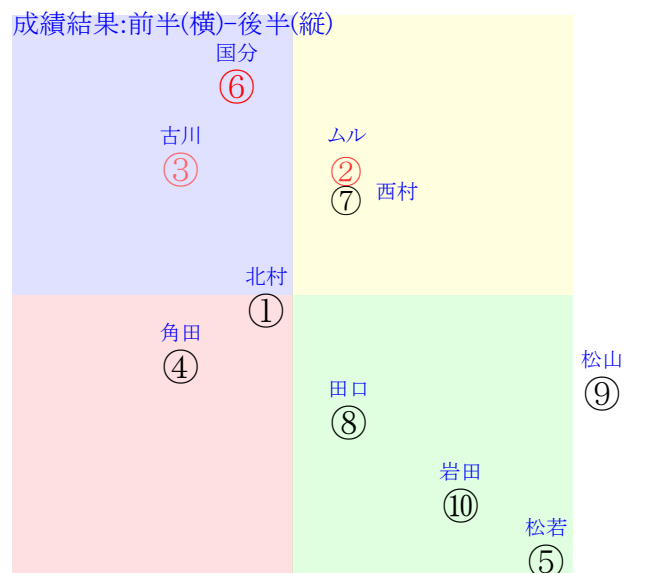 成績結果:前半(横)-後半(縦)
国分
⑥
古川
③
ムル
②
⑦
西村
北村
①
角田
④
松山
⑨
田口
⑧
岩田
⑩
松若
⑤